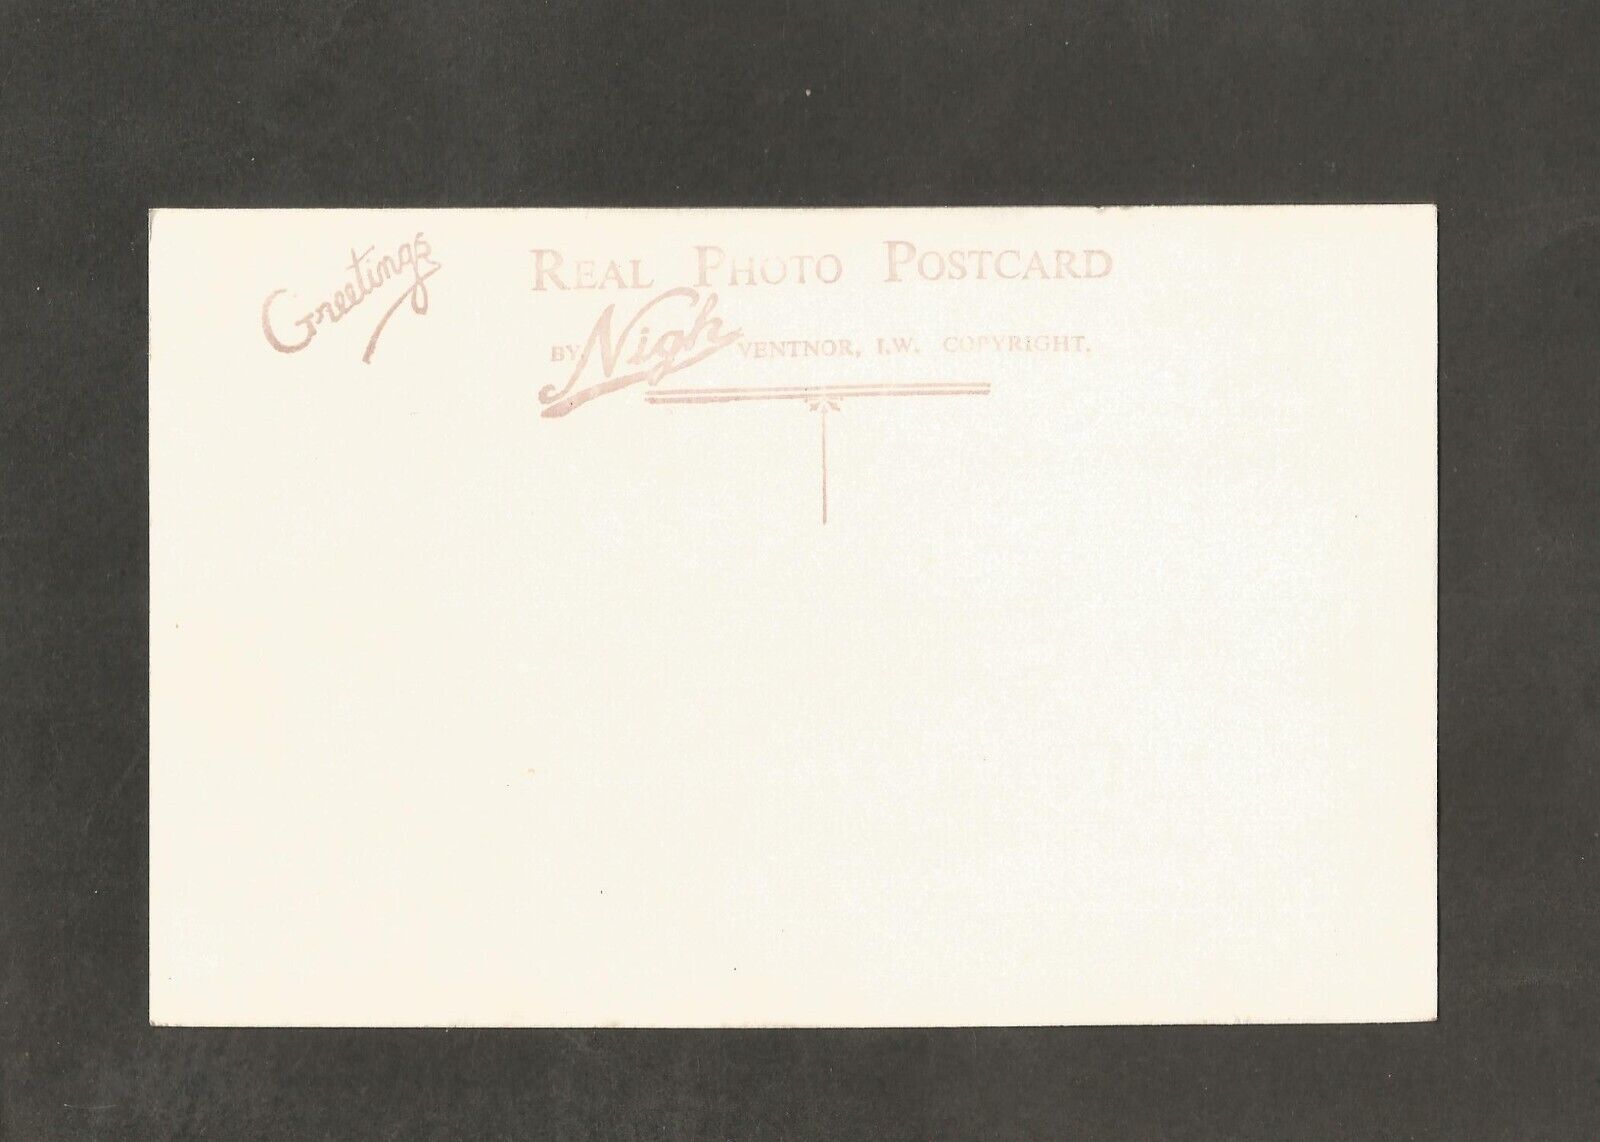 Greetings
REAL PHOTO POSTCARD
BY Nigh VENTNOR, I.W. COPYRIGHT.